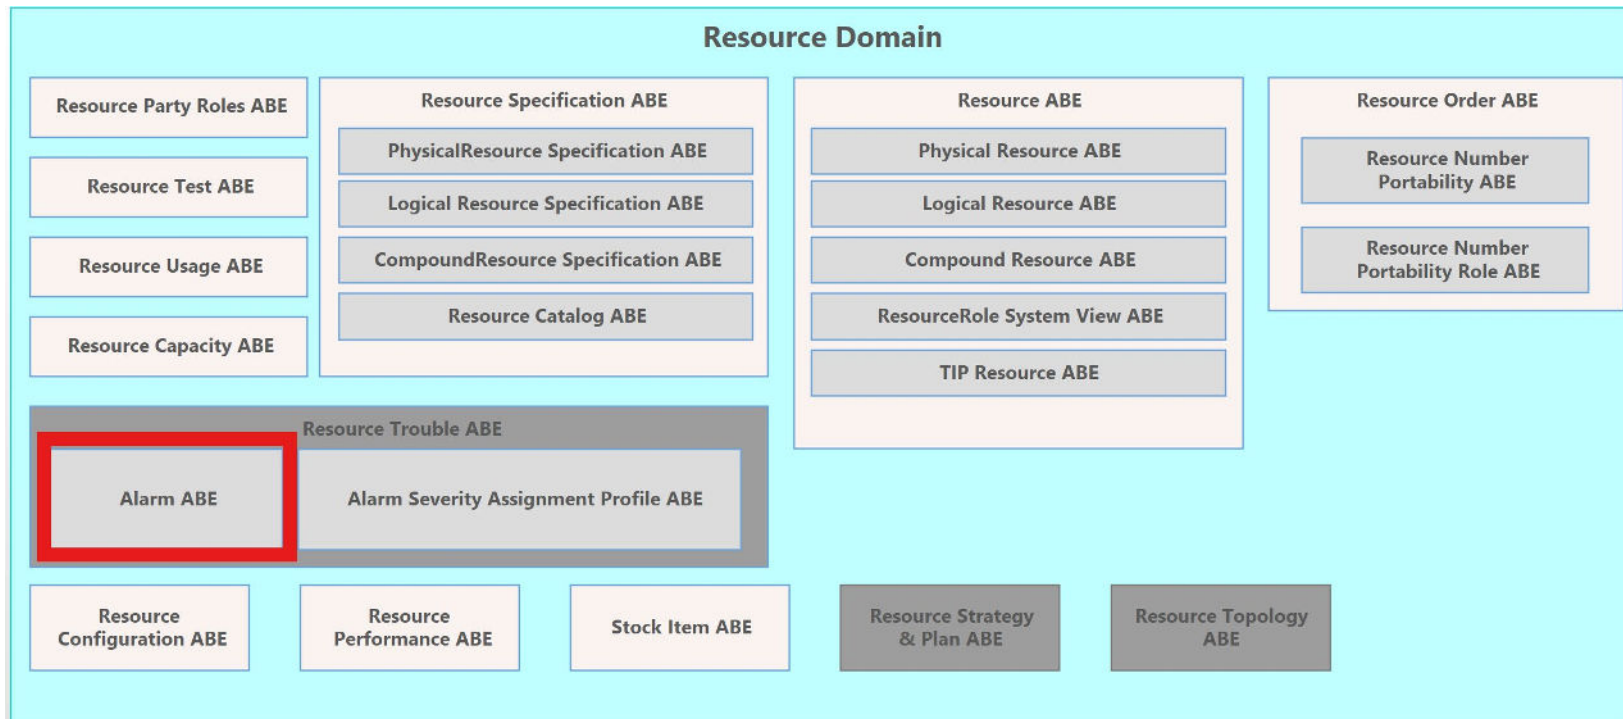 Resource Domain
Resource Party Roles ABE
Resource Test ABE
Resource Usage ABE
Resource Capacity ABE
Resource Specification ABE
PhysicalResource Specification ABE
Logical Resource Specification ABE
CompoundResource Specification ABE
Resource Catalog ABE
Resource ABE
Physical Resource ABE
Logical Resource ABE
Compound Resource ABE
ResourceRole System View ABE
TIP Resource ABE
Resource Order ABE
Resource Number
Portability ABE
Resource Number
Portability Role ABE
Resource Trouble ABE
Alarm ABE
Alarm Severity Assignment Profile ABE
Resource
Configuration ABE
Resource
Performance ABE
Stock Item ABE
Resource Strategy
& Plan ABE
Resource Topology
ABE